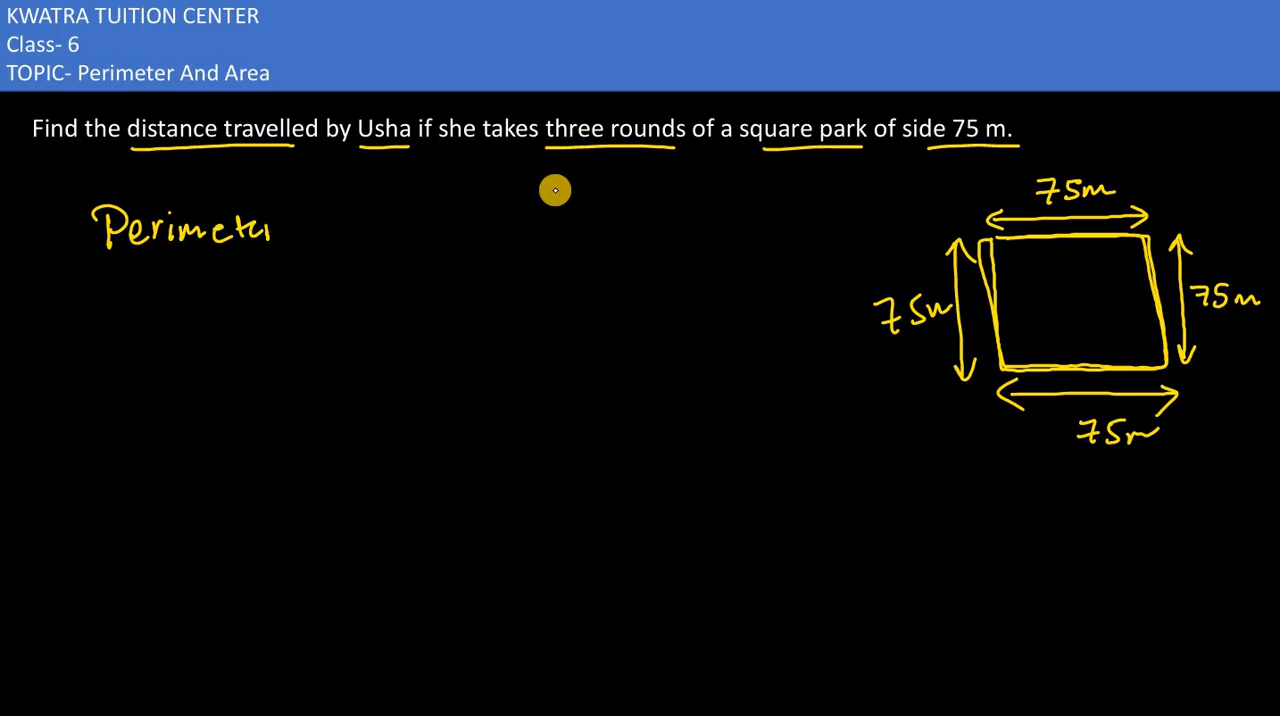 KWATRA TUITION CENTER
Class- 6
TOPIC- Perimeter And Area
Find the distance travelled by Usha if she takes three rounds of a square park of side 75 m.
75m
Perimeter
75m
75m
75m